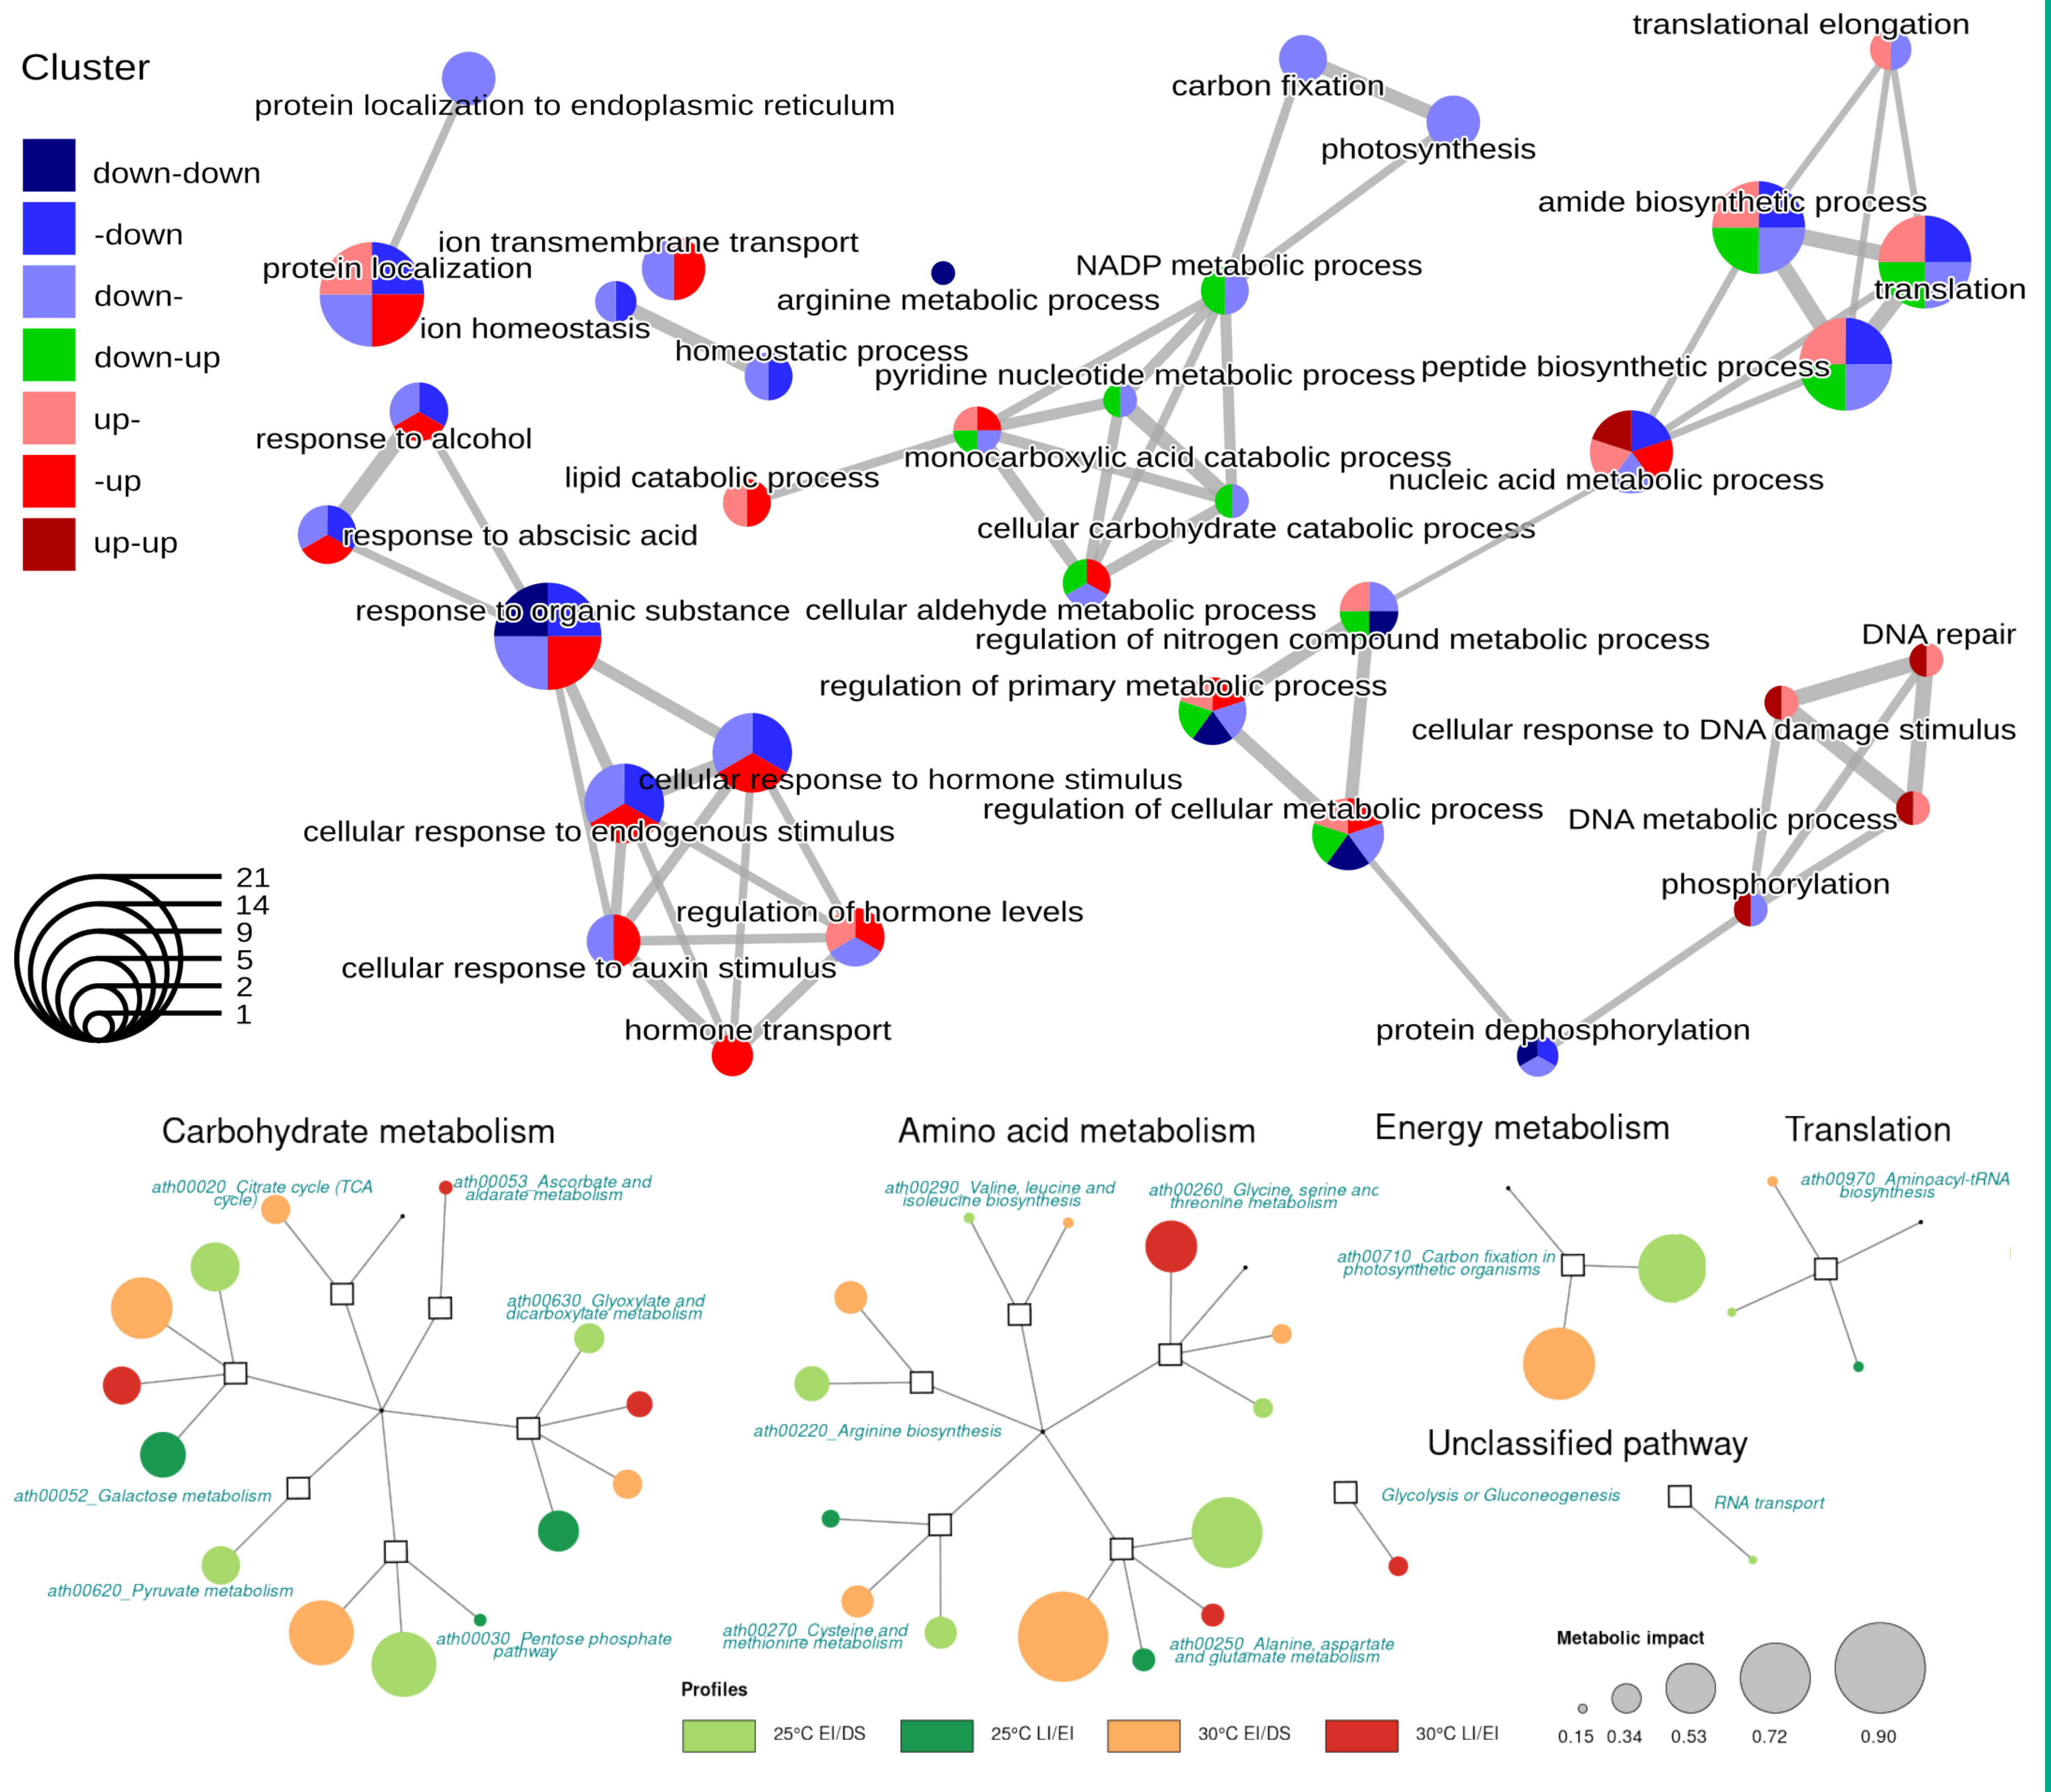 translational elongation
Cluster
protein localization to endoplasmic reticulum
carbon fixation
photosynthesis
down-down
-down
down-
down-up
up-
-up
up-up
amide biosynthetic process
ion transmembrane transport
protein localization
NADP metabolic process
translation
arginine metabolic process
ion homeostasis
homeostatic process
pyridine nucleotide metabolic process
peptide biosynthetic process
response to alcohol
monocarboxylic acid catabolic process
lipid catabolic process
nucleic acid metabolic process
response to abscisic acid
cellular carbohydrate catabolic process
response to organic substance
cellular aldehyde metabolic process
regulation of nitrogen compound metabolic process
DNA repair
regulation of primary metabolic process
cellular response to DNA damage stimulus
cellular response to hormone stimulus
regulation of cellular metabolic process
DNA metabolic process
cellular response to endogenous stimulus
phosphorylation
21
14
9
5
2
1
regulation of hormone levels
cellular response to auxin stimulus
hormone transport
protein dephosphorylation
Carbohydrate metabolism
ath00020_Citrate cycle (TCA
cycle)
ath00053_Ascorbate and
aldarate metabolism
ath00630_Glyoxylate and
dicarboxylate metabolism
ath00052_Galactose metabolism
ath00620_Pyruvate metabolism
ath00030_Pentose phosphate
pathway
Amino acid metabolism
ath00290_Valine, leucine and
isoleucine biosynthesis
ath00260_Glycine, serine and
threonine metabolism
ath00220_Arginine biosynthesis
ath00270_Cysteine and
methionine metabolism
ath00250_Alanine, aspartate
and glutamate metabolism
Energy metabolism
ath00710_Carbon fixation in
photosynthetic organisms
Translation
ath00970_Aminoacyl-tRNA
biosynthesis
Unclassified pathway
Glycolysis or Gluconeogenesis
RNA transport
Metabolic impact
0.15 0.34 0.53 0.72 0.90
Profiles
25°C EI/DS
25°C LI/EI
30°C EI/DS
30°C LI/EI